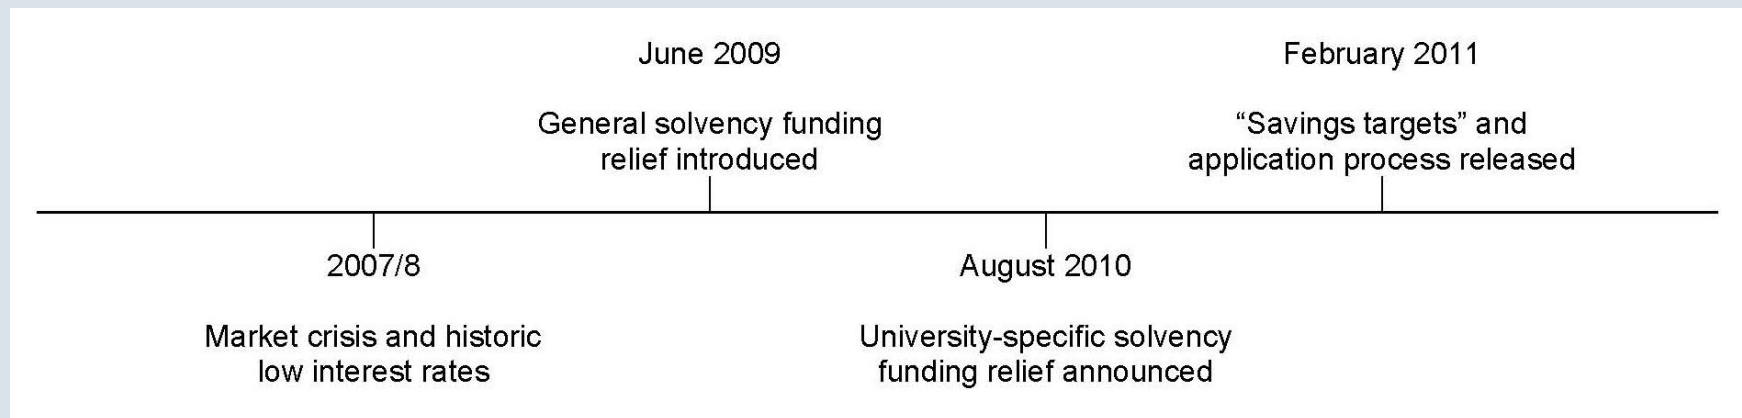 June 2009
General solvency funding
relief introduced
February 2011
“Savings targets” and
application process released
2007/8
Market crisis and historic
low interest rates
August 2010
University-specific solvency
funding relief announced